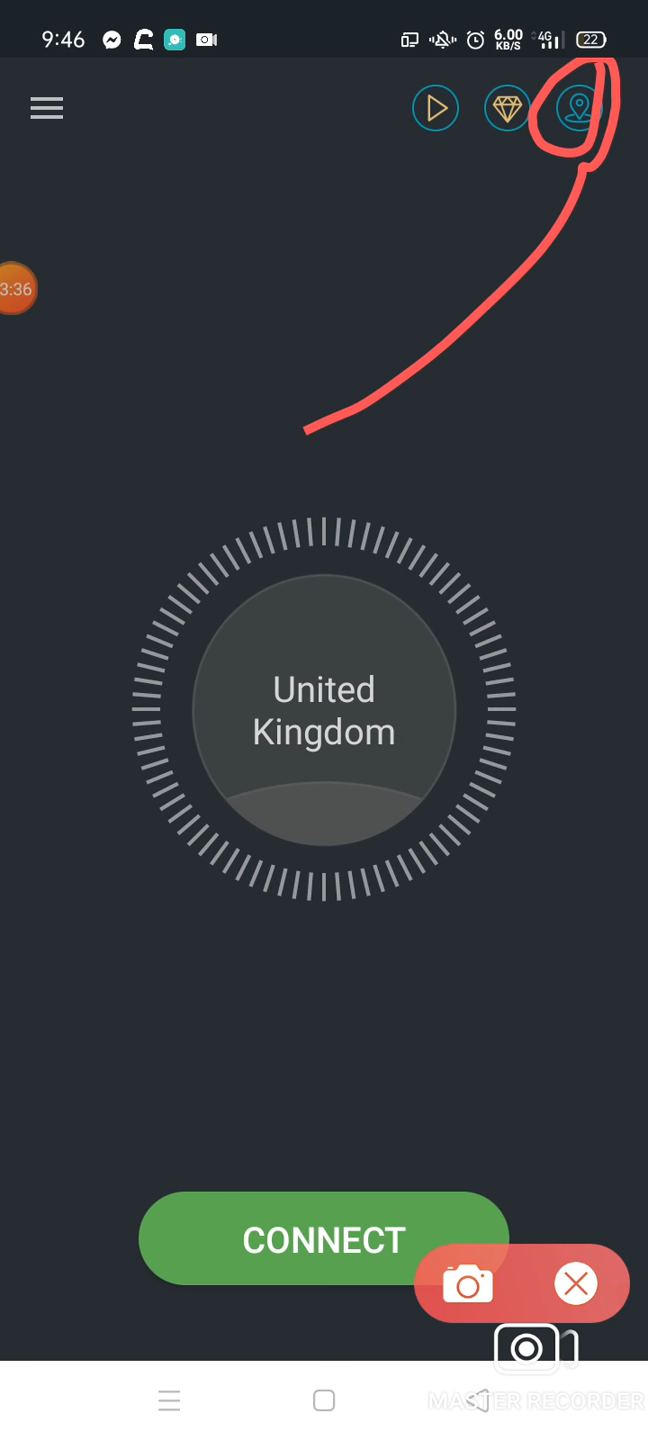 9:46
6.00
KB/S
4G
22
3:36
United
Kingdom
CONNECT
MASTER RECORDER